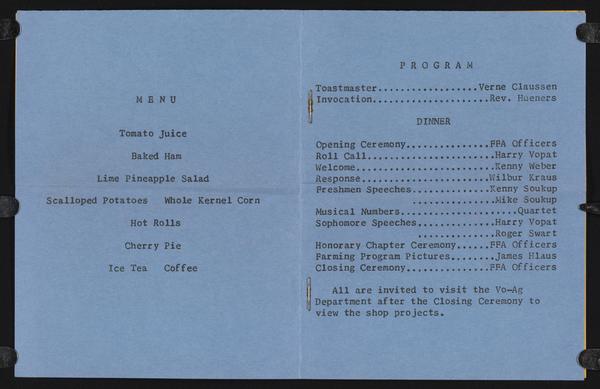 MENU
Tomato Juice
Baked Ham
Lime Pineapple Salad
Scalloped Potatoes Whole Kernel Corn
Hot Rolls
Cherry Pie
Ice Tea Coffee
PROGRAM
Toastmaster.................Verne Claussen
Invocation....................Rev. Hueners
DINNER
Opening Ceremony..............FFA Officers
Roll Call......................Harry Vopat
Welcome........................Kenny Weber
Response......................Wilbur Kraus
Freshmen Speeches.............Kenny Soukup
..............Mike Soukup
Musical Numbers....................Quartet
Sophomore Speeches.............Harry Vopat
..............Roger Swart
Honorary Chapter Ceremony.....FFA Officers
Farming Program Pictures.......James Hlaus
Closing Ceremony..............FFA Officers
All are invited to visit the Vo-Ag
Department after the Closing Ceremony to
view the shop projects.